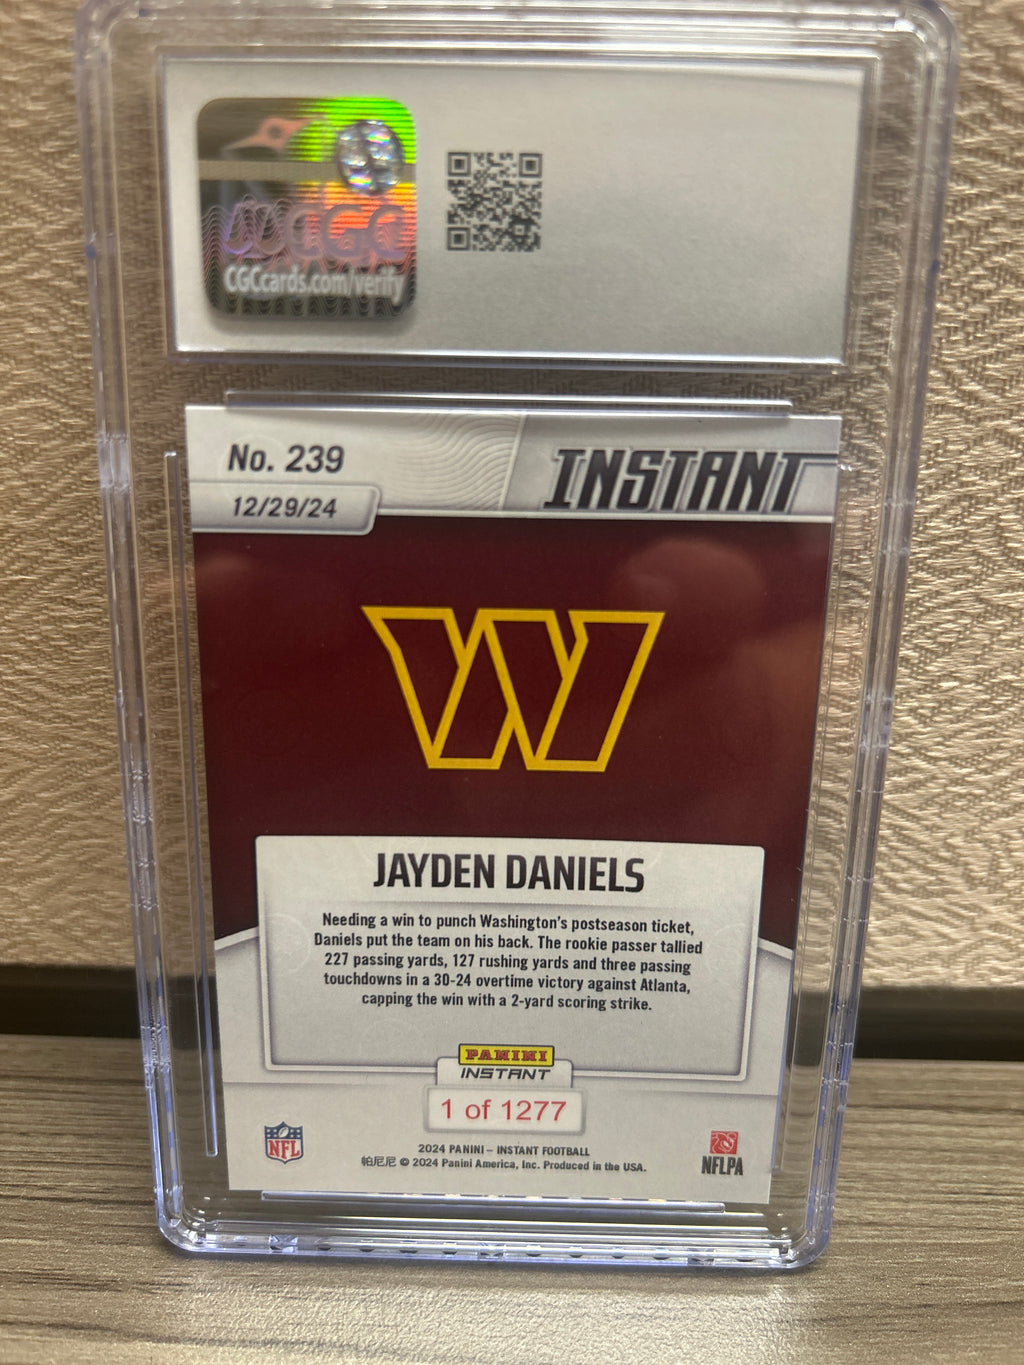 CGC
CGCcards.com/verify
No. 239
12/29/24
INSTANT
W
JAYDEN DANIELS
Needing a win to punch Washington's postseason ticket,
Daniels put the team on his back. The rookie passer tallied
227 passing yards, 127 rushing yards and three passing
touchdowns in a 30-24 overtime victory against Atlanta,
capping the win with a 2-yard scoring strike.
PANINI
INSTANT
1 of 1277
NFL
2024 PANINI – INSTANT FOOTBALL
帕尼尼 © 2024 Panini America, Inc. Produced in the USA.
NFLPA